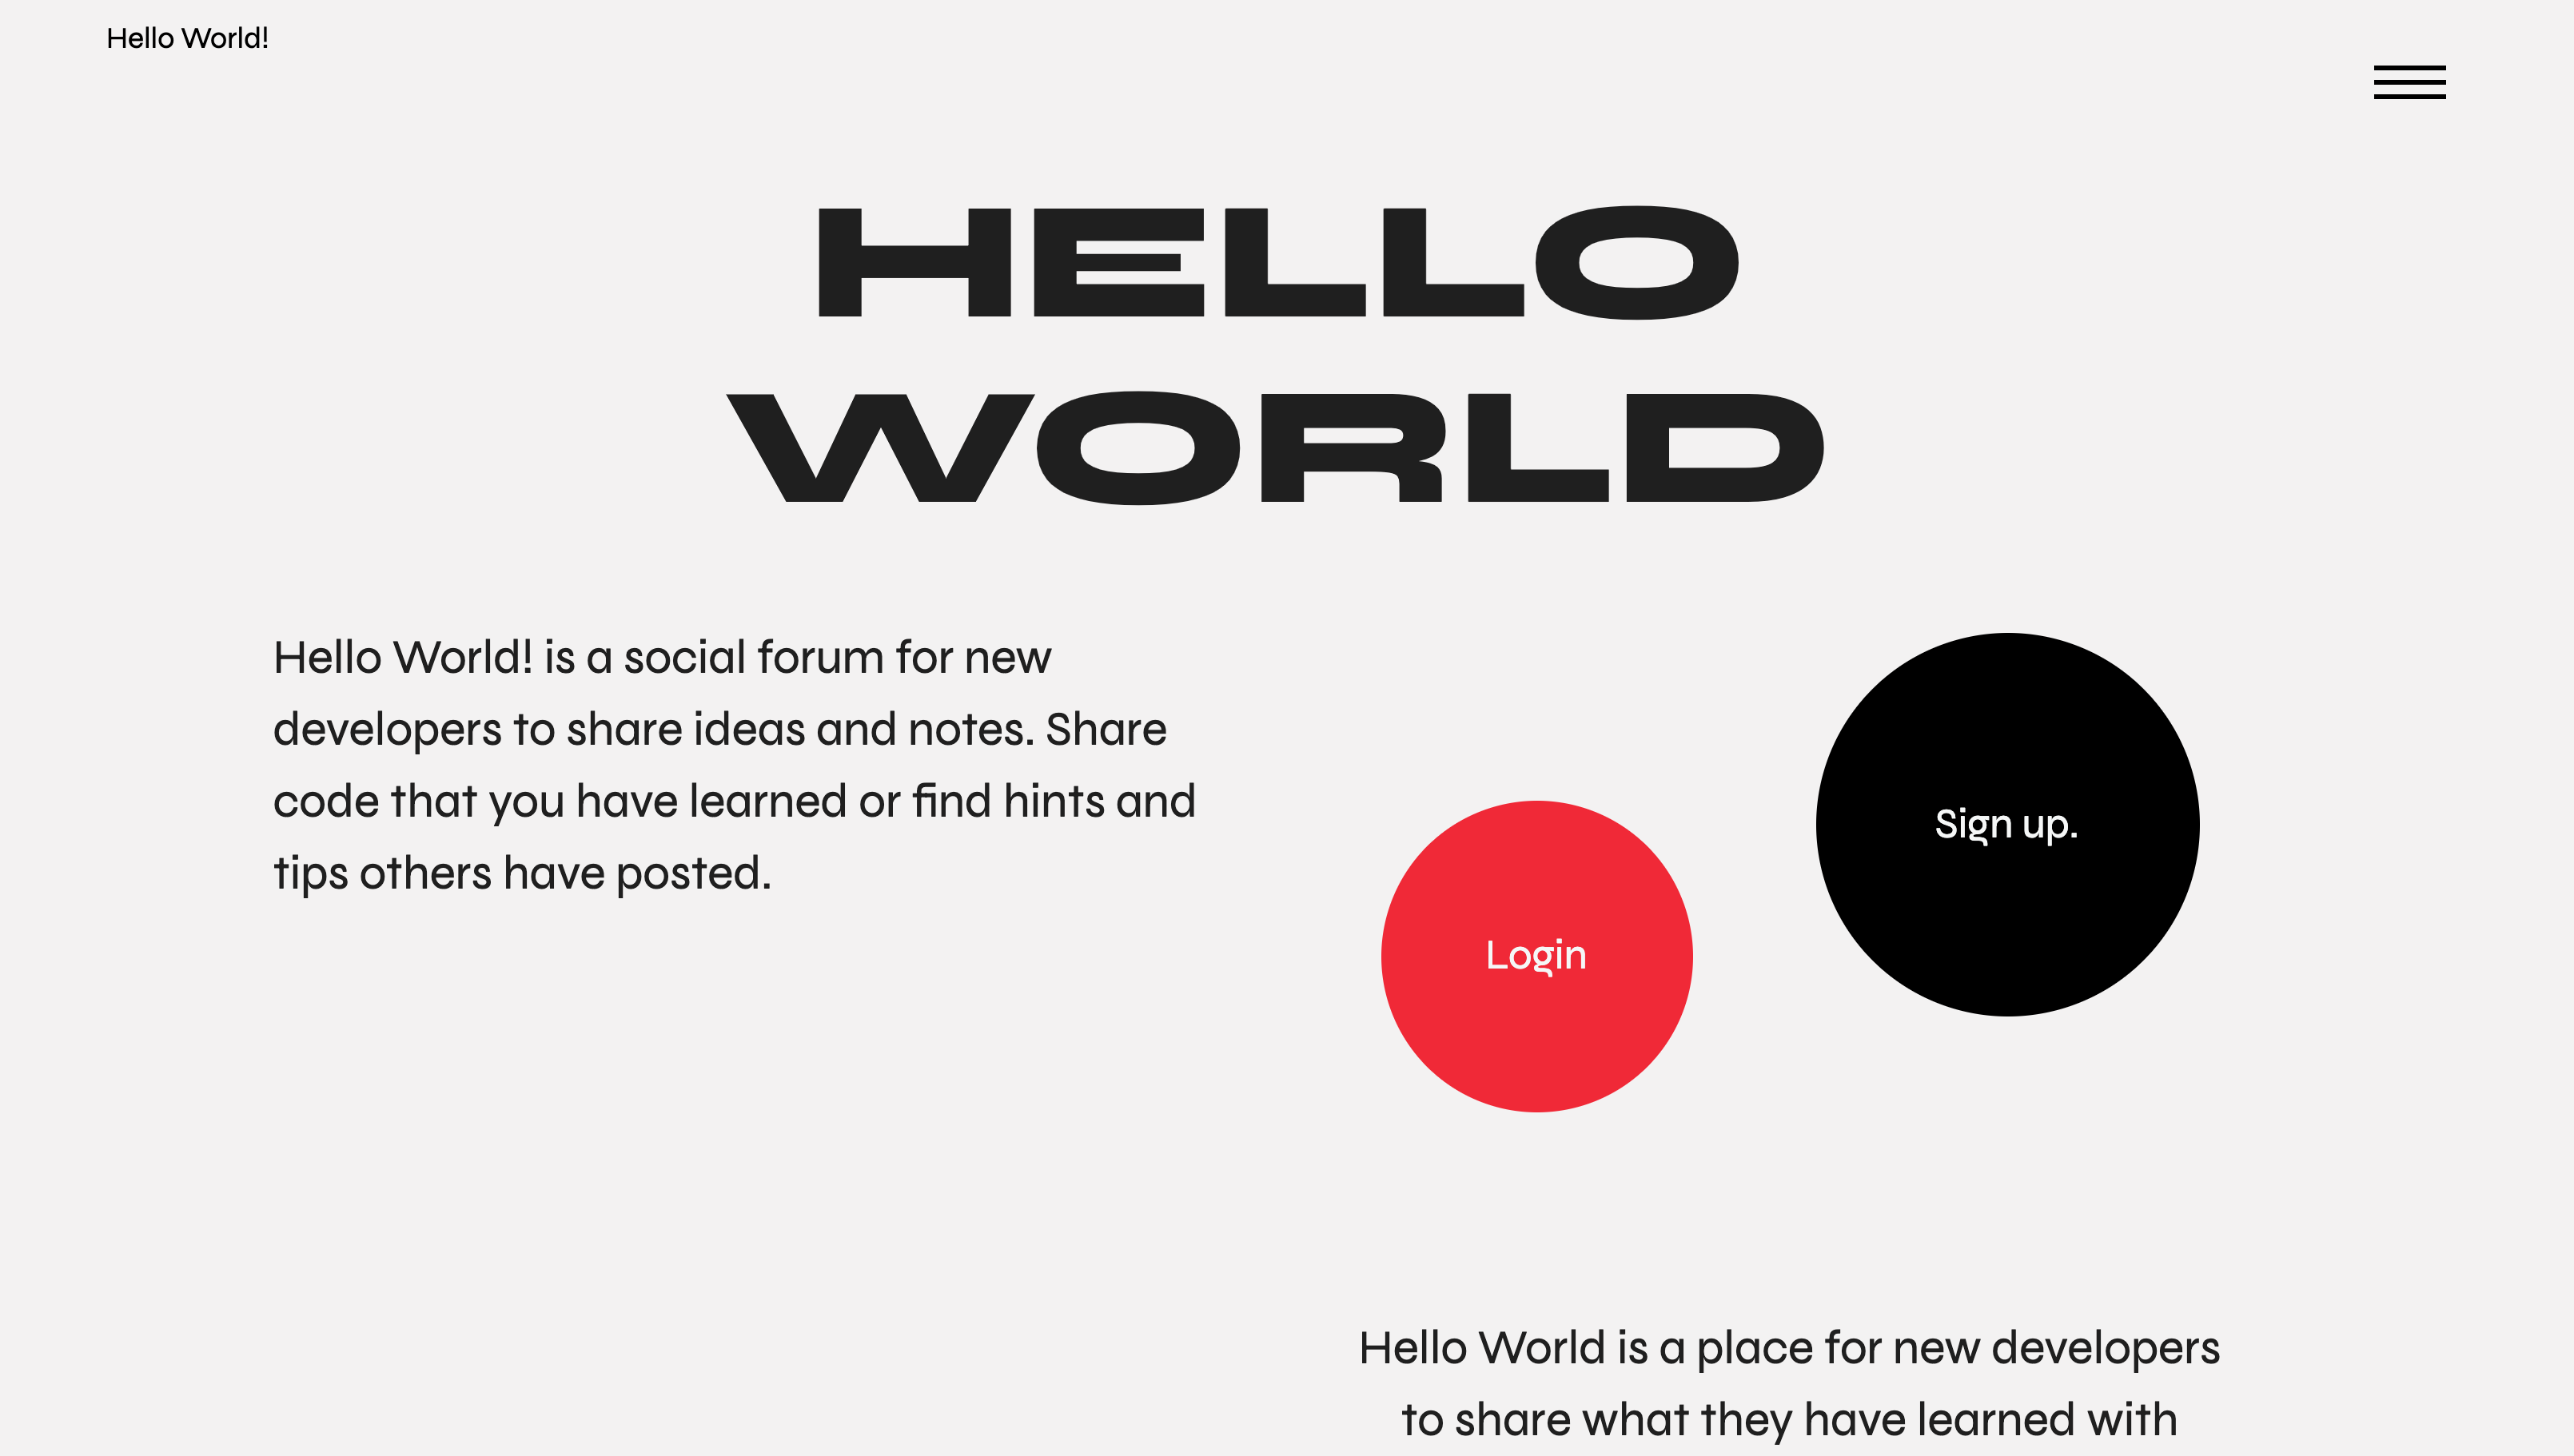 Hello World!
HELLO
WORLD
Hello World! is a social forum for new
developers to share ideas and notes. Share
code that you have learned or find hints and
tips others have posted.
Sign up.
Login
Hello World is a place for new developers
to share what they have learned with